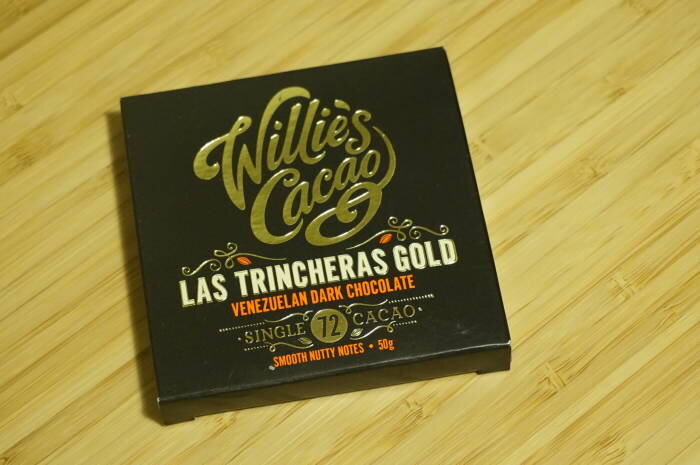 Willie's
Cacao
LAS TRINCHERAS GOLD
VENEZUELAN DARK CHOCOLATE
SINGLE 72 CACAO
SMOOTH NUTTY NOTES • 50g